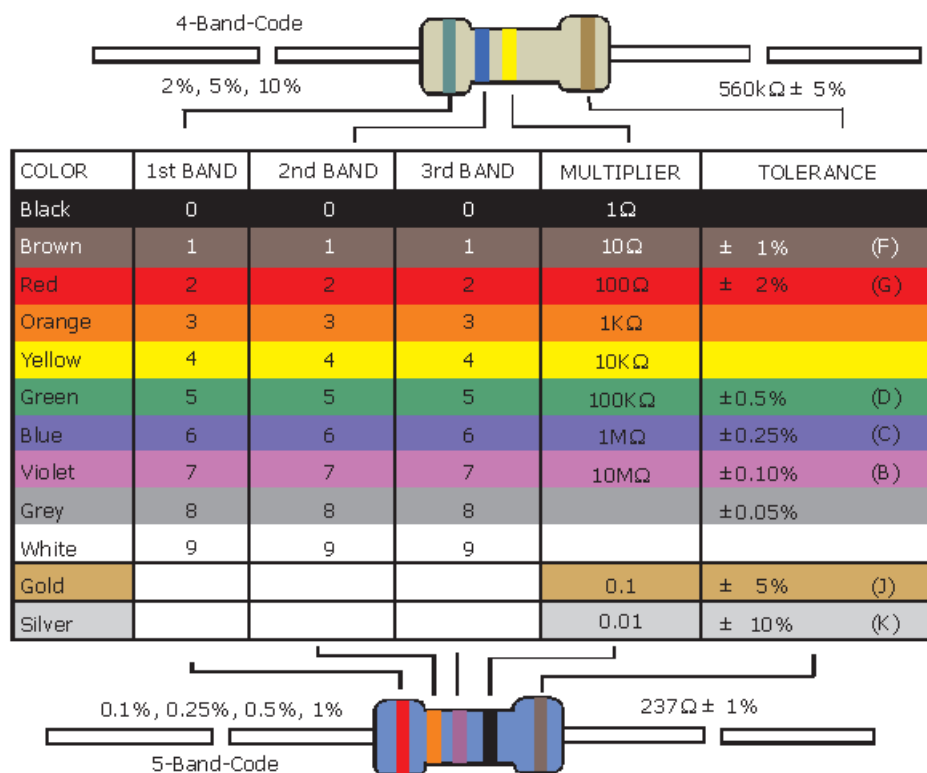 4-Band-Code
2%, 5%, 10%
560kΩ ± 5%
COLOR 1st BAND 2nd BAND 3rd BAND MULTIPLIER TOLERANCE
Black 0 0 0 1Ω
Brown 1 1 1 10Ω ± 1% (F)
Red 2 2 2 100Ω ± 2% (G)
Orange 3 3 3 1KΩ
Yellow 4 4 4 10KΩ
Green 5 5 5 100KΩ ±0.5% (D)
Blue 6 6 6 1MΩ ±0.25% (C)
Violet 7 7 7 10MΩ ±0.10% (B)
Grey 8 8 8 ±0.05%
White 9 9 9
Gold 0.1 ± 5% (J)
Silver 0.01 ± 10% (K)
0.1%, 0.25%, 0.5%, 1%
237Ω ± 1%
5-Band-Code